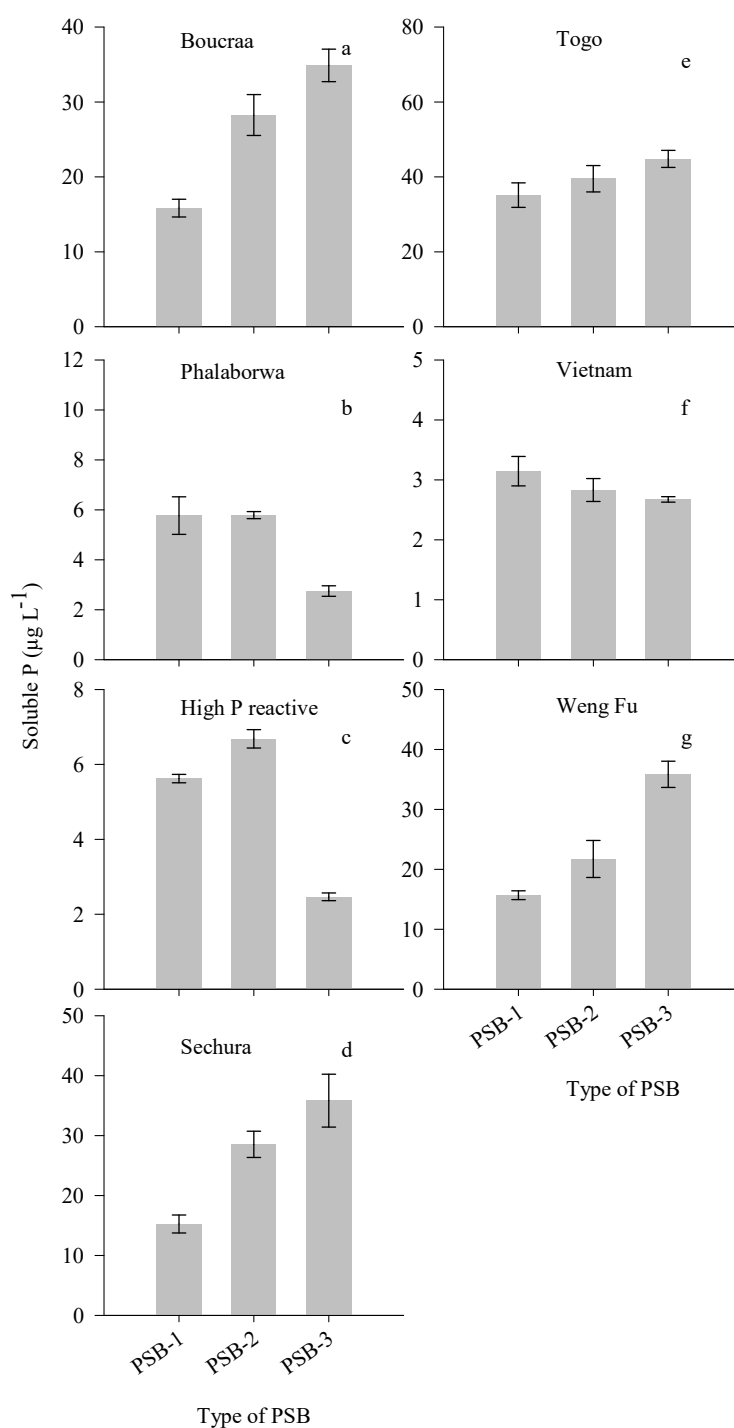 Soluble P (µg L⁻¹)
Boucraa
a
40
30
20
10
0
Togo
e
80
60
40
20
0
Phalaborwa
b
12
10
8
6
4
2
0
Vietnam
f
5
4
3
2
1
0
High P reactive
c
8
6
4
2
0
Weng Fu
g
50
40
30
20
10
0
PSB-1
PSB-2
PSB-3
Type of PSB
Sechura
d
50
40
30
20
10
0
PSB-1
PSB-2
PSB-3
Type of PSB